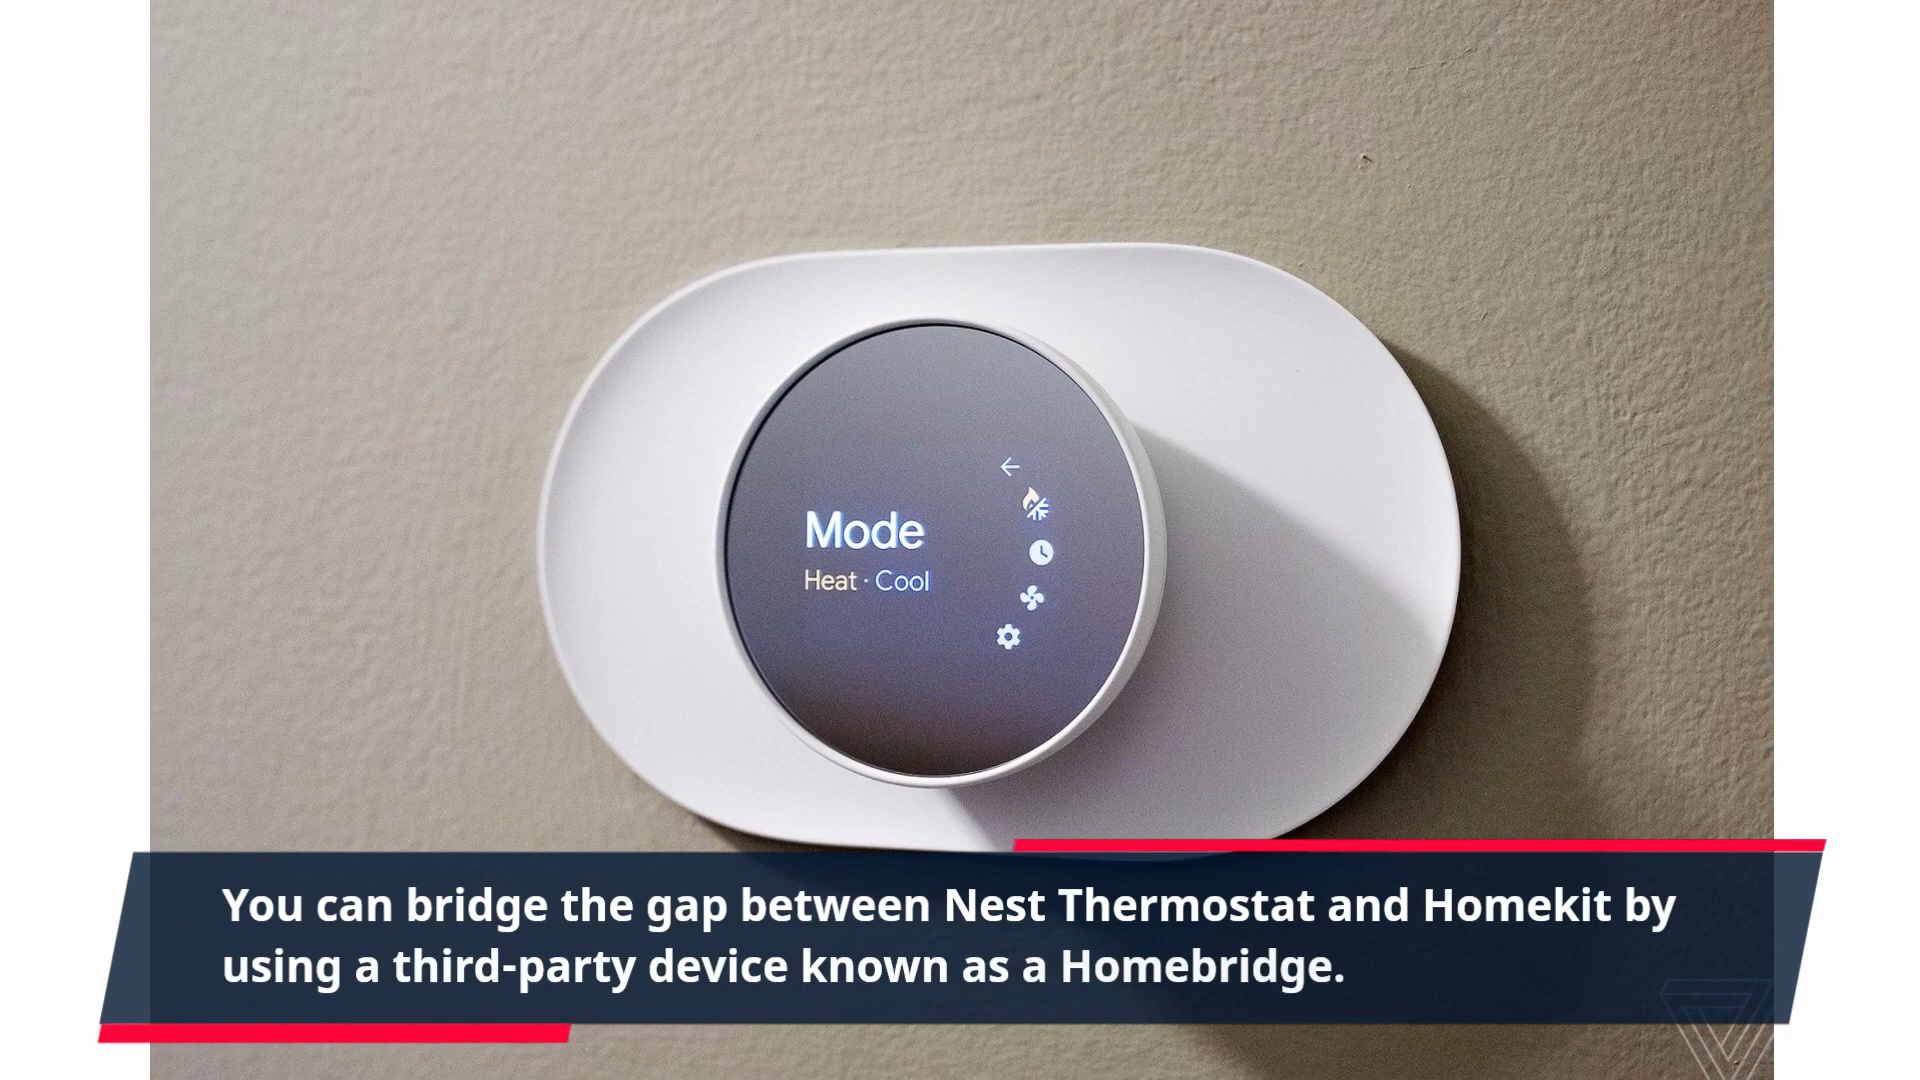 Mode
Heat · Cool
You can bridge the gap between Nest Thermostat and Homekit by
using a third-party device known as a Homebridge.